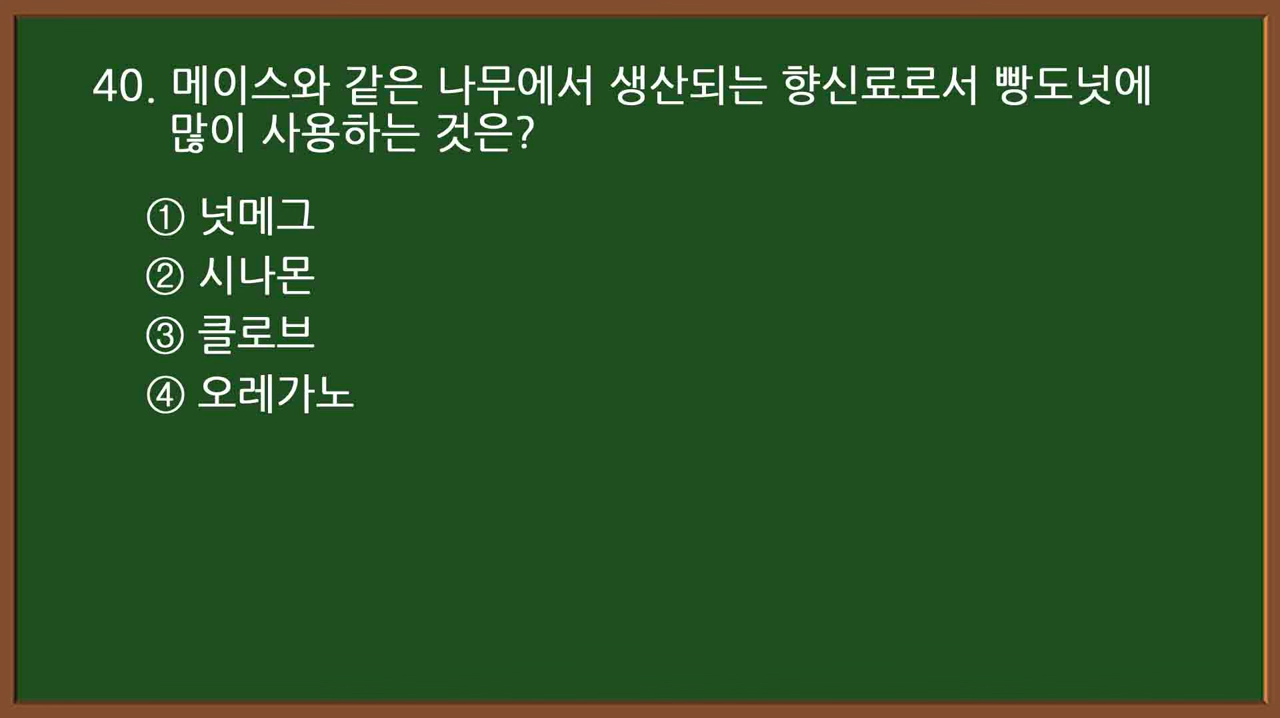 40. 메이스와 같은 나무에서 생산되는 향신료로서 빵도넛에
많이 사용하는 것은?
① 넛메그
② 시나몬
③ 클로브
④ 오레가노